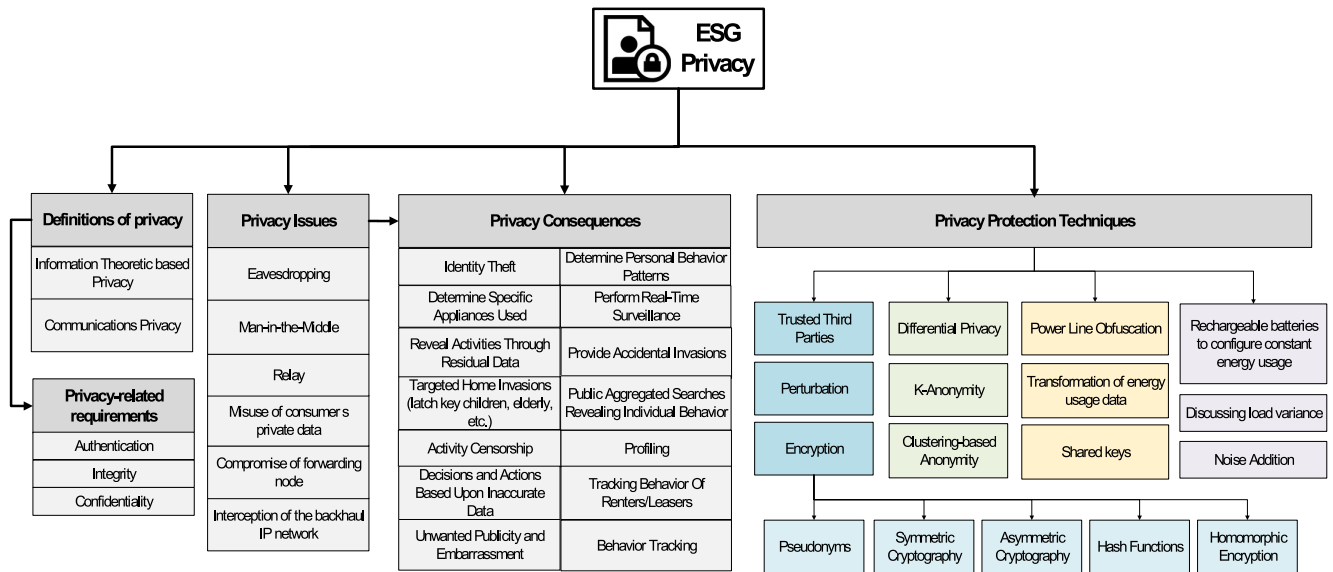 ESG
Privacy
Definitions of privacy
Information Theoretic based
Privacy
Communications Privacy
Privacy-related
requirements
Authentication
Integrity
Confidentiality
Privacy Issues
Eavesdropping
Man-in-the-Middle
Relay
Misuse of consumer s
private data
Compromise of forwarding
node
Interception of the backhaul
IP network
Privacy Consequences
Identity Theft
Determine Personal Behavior
Patterns
Determine Specific
Appliances Used
Perform Real-Time
Surveillance
Reveal Activities Through
Residual Data
Provide Accidental Invasions
Targeted Home Invasions
(latch key children, elderly,
etc.)
Public Aggregated Searches
Revealing Individual Behavior
Activity Censorship
Profiling
Decisions and Actions
Based Upon Inaccurate
Data
Tracking Behavior Of
Renters/Leasers
Unwanted Publicity and
Embarrassment
Behavior Tracking
Privacy Protection Techniques
Trusted Third
Parties
Perturbation
Encryption
Differential Privacy
K-Anonymity
Clustering-based
Anonymity
Power Line Obfuscation
Transformation of energy
usage data
Shared keys
Rechargeable batteries
to configure constant
energy usage
Discussing load variance
Noise Addition
Pseudonyms
Symmetric
Cryptography
Asymmetric
Cryptography
Hash Functions
Homomorphic
Encryption